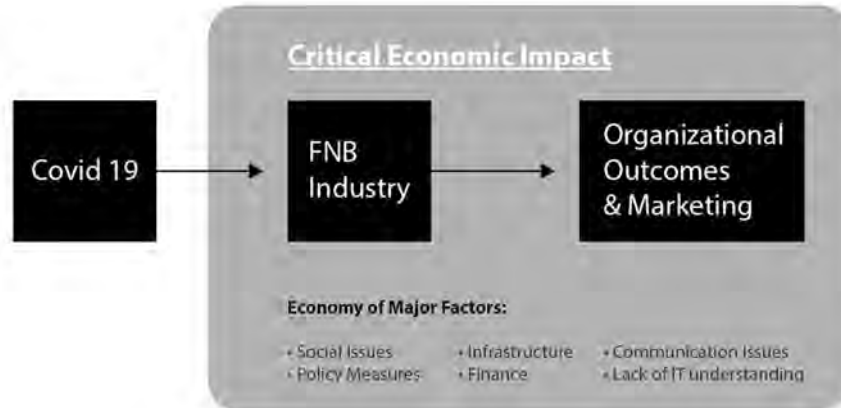 Critical Economic Impact
Covid 19
FNB
Industry
Organizational
Outcomes
& Marketing
Economy of Major Factors:
• Social Issues
• Policy Measures
• Infrastructure
• Finance
• Communication Issues
• Lack of IT understanding